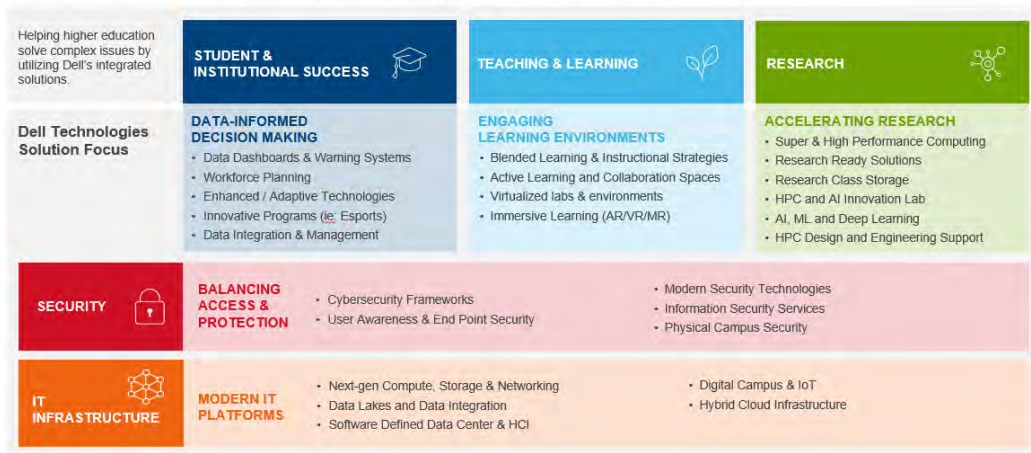 Helping higher education
solve complex issues by
utilizing Dell's integrated
solutions.
STUDENT &
INSTITUTIONAL SUCCESS
TEACHING & LEARNING
RESEARCH
Dell Technologies
Solution Focus
DATA-INFORMED
DECISION MAKING
• Data Dashboards & Warning Systems
• Workforce Planning
• Enhanced / Adaptive Technologies
• Innovative Programs (ie: Esports)
• Data Integration & Management
ENGAGING
LEARNING ENVIRONMENTS
• Blended Learning & Instructional Strategies
• Active Learning and Collaboration Spaces
• Virtualized labs & environments
• Immersive Learning (AR/VR/MR)
ACCELERATING RESEARCH
• Super & High Performance Computing
• Research Ready Solutions
• Research Class Storage
• HPC and AI Innovation Lab
• AI, ML and Deep Learning
• HPC Design and Engineering Support
SECURITY
BALANCING
ACCESS &
PROTECTION
• Cybersecurity Frameworks
• User Awareness & End Point Security
• Modern Security Technologies
• Information Security Services
• Physical Campus Security
IT
INFRASTRUCTURE
MODERN IT
PLATFORMS
• Next-gen Compute, Storage & Networking
• Data Lakes and Data Integration
• Software Defined Data Center & HCI
• Digital Campus & IoT
• Hybrid Cloud Infrastructure